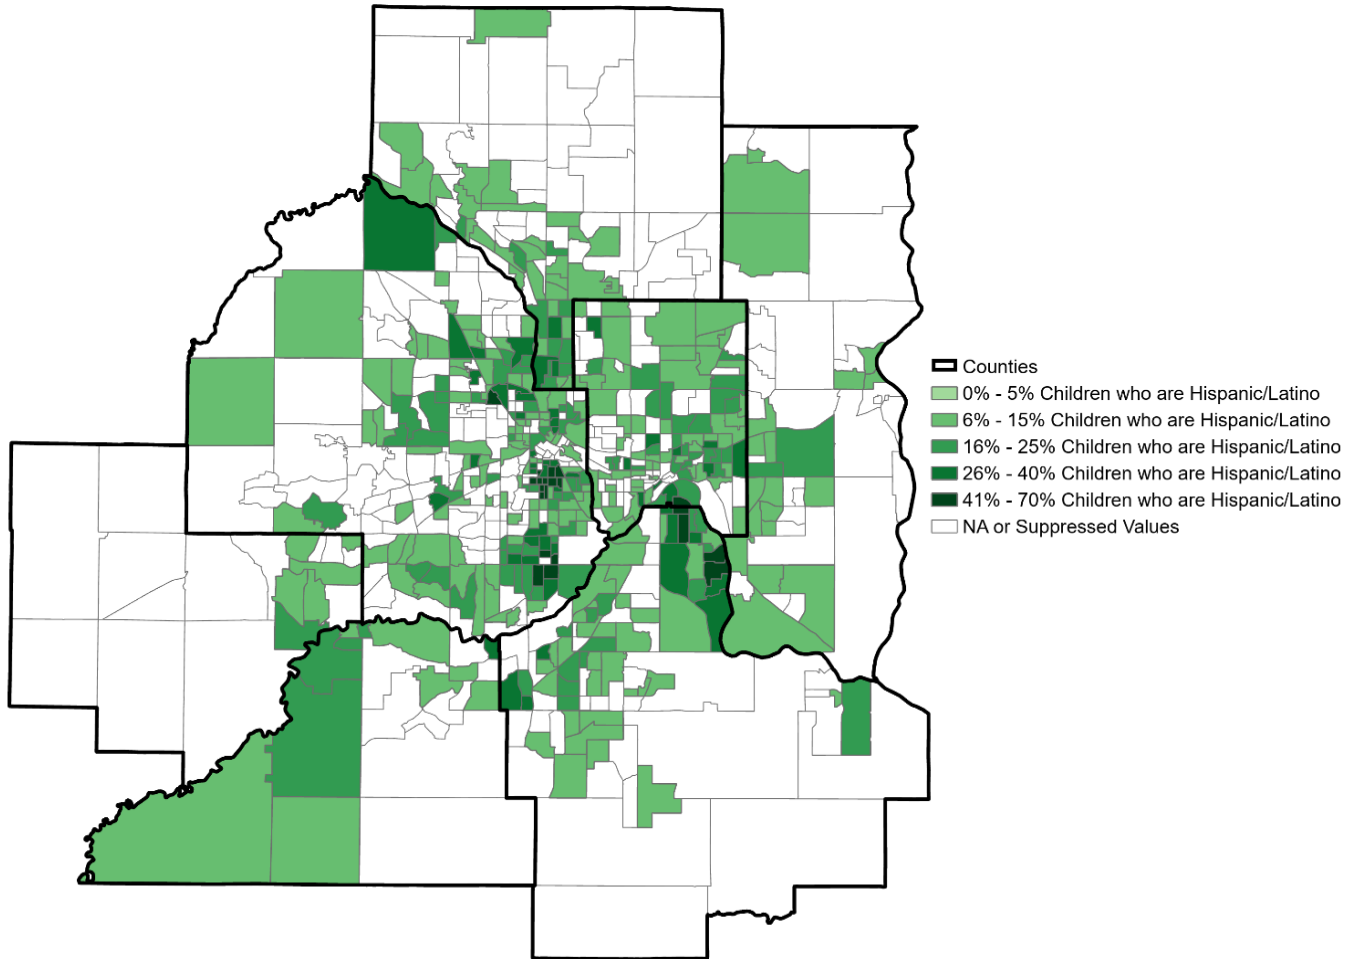 Counties
0% - 5% Children who are Hispanic/Latino
6% - 15% Children who are Hispanic/Latino
16% - 25% Children who are Hispanic/Latino
26% - 40% Children who are Hispanic/Latino
41% - 70% Children who are Hispanic/Latino
NA or Suppressed Values